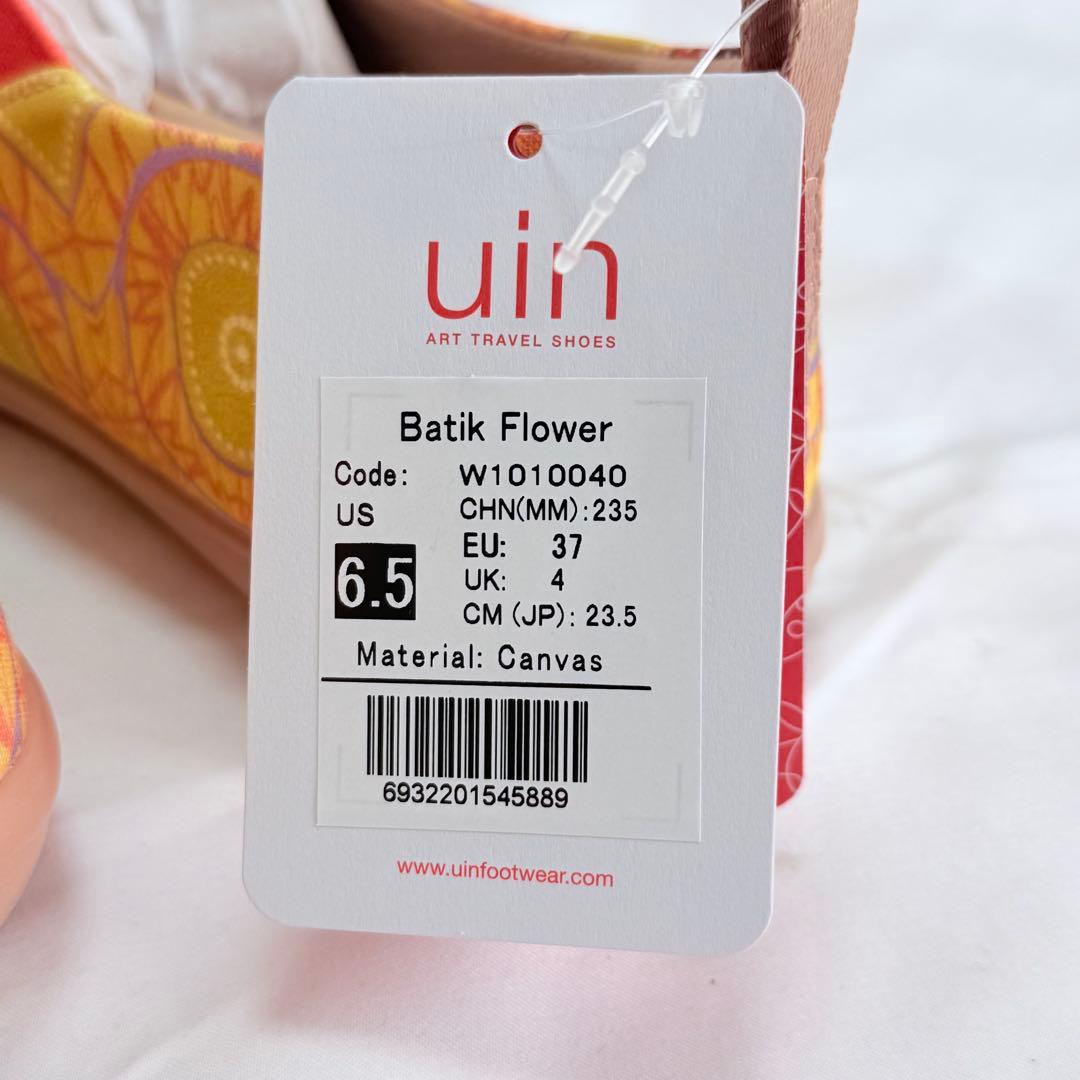 uin
ART TRAVEL SHOES
Batik Flower
Code: W1010040
US CHN(MM):235
6.5 EU: 37
UK: 4
CM (JP): 23.5
Material: Canvas
6932201545889
www.uinfootwear.com